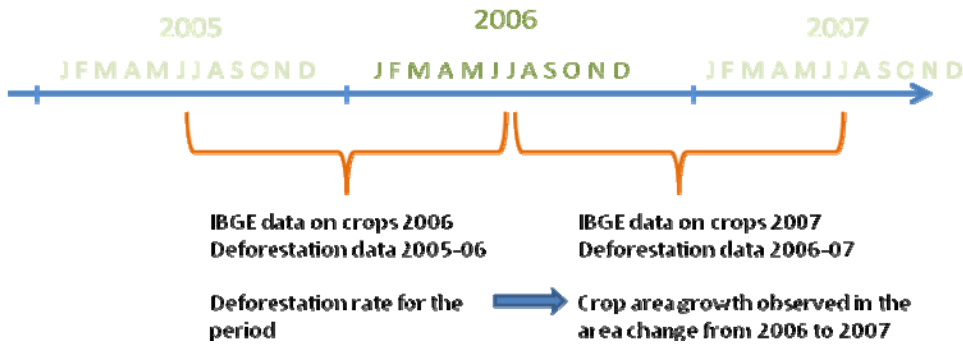 2005
2006
2007
J F M A M J J A S O N D
J F M A M J J A S O N D
J F M A M J J A S O N D
IBGE data on crops 2006
Deforestation data 2005-06
IBGE data on crops 2007
Deforestation data 2006-07
Deforestation rate for the
period
Crop area growth observed in the
area change from 2006 to 2007